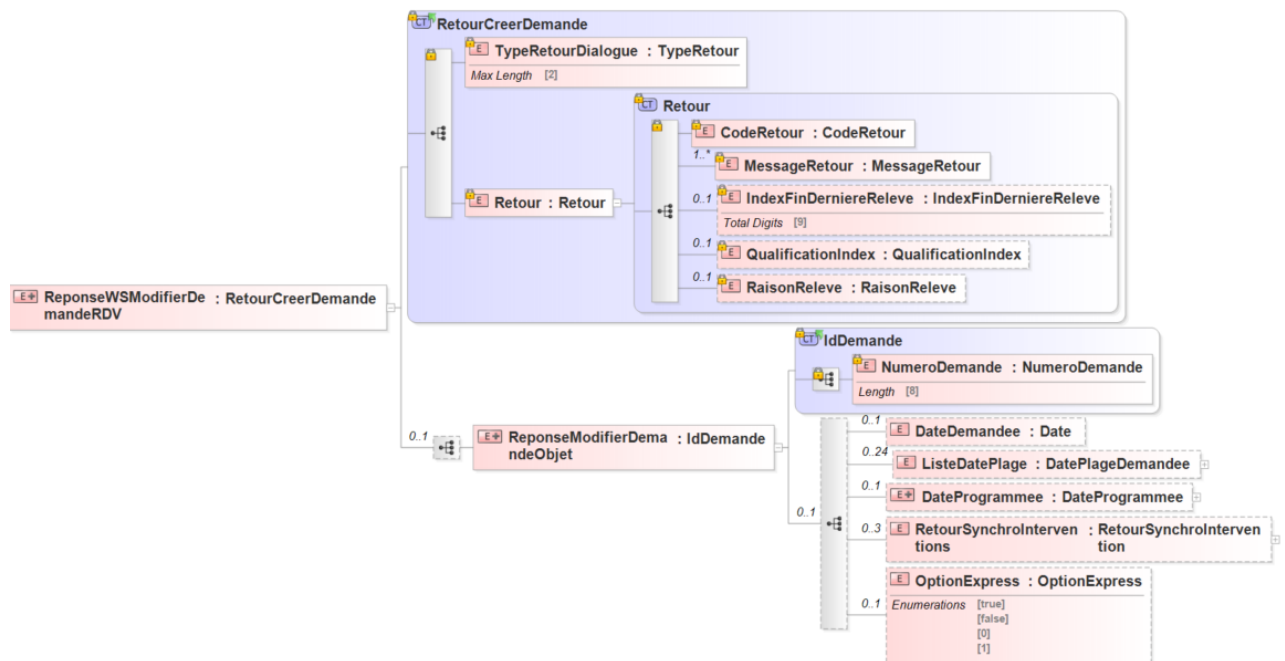 CT RetourCreerDemande
E TypeRetourDialogue : TypeRetour
Max Length [2]
CT Retour
E CodeRetour : CodeRetour
1..*
E MessageRetour : MessageRetour
0..1
E IndexFinDerniereReleve : IndexFinDerniereReleve
Total Digits [9]
E Retour : Retour
0..1
E QualificationIndex : QualificationIndex
0..1
E RaisonReleve : RaisonReleve
E ReponseWSModifierDe : RetourCreerDemande
mandeRDV
CT IdDemande
E NumeroDemande : NumeroDemande
Length [8]
0..1
E ReponseModifierDema : IdDemande
ndeObjet
0..1
0..1
E DateDemandee : Date
0..24
E ListeDatePlage : DatePlageDemandee
0..1
E DateProgrammee : DateProgrammee
0..3
E RetourSynchroInterven : RetourSynchroInterven
tions tion
0..1
E OptionExpress : OptionExpress
Enumerations [true]
[false]
[0]
[1]